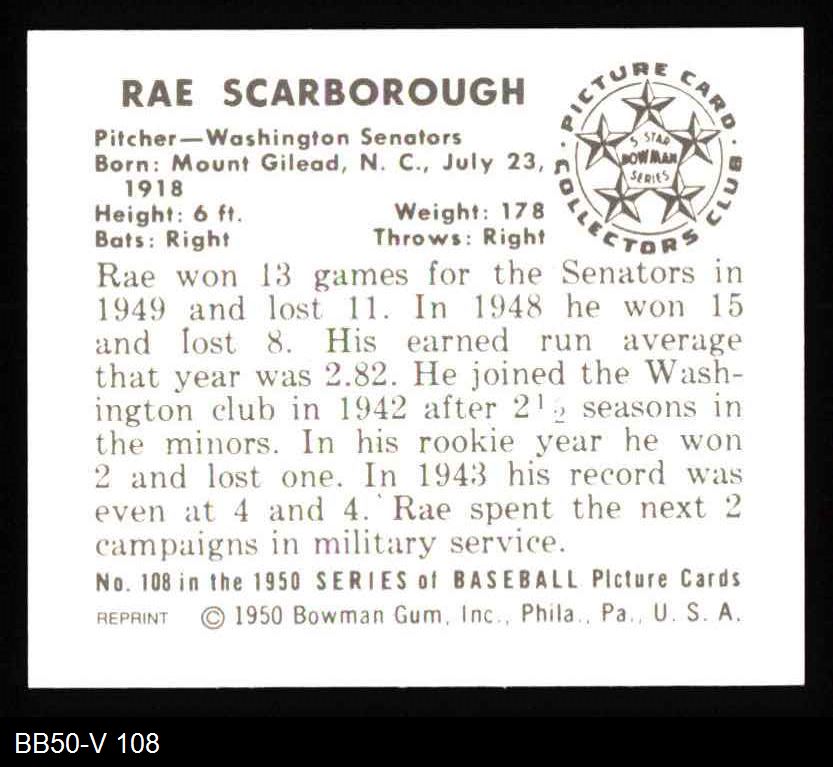 RAE SCARBOROUGH
Pitcher—Washington Senators
Born: Mount Gilead, N. C., July 23,
1918
Height: 6 ft. Weight: 178
Bats: Right Throws: Right
· PICTURE CARD ·
COLLECTORS CLUB
5 STAR
BOWMAN
SERIES
Rae won 13 games for the Senators in
1949 and lost 11. In 1948 he won 15
and lost 8. His earned run average
that year was 2.82. He joined the Wash-
ington club in 1942 after 2½ seasons in
the minors. In his rookie year he won
2 and lost one. In 1943 his record was
even at 4 and 4. Rae spent the next 2
campaigns in military service.
No. 108 in the 1950 SERIES of BASEBALL Picture Cards
REPRINT © 1950 Bowman Gum, Inc., Phila., Pa., U. S. A.
BB50-V 108